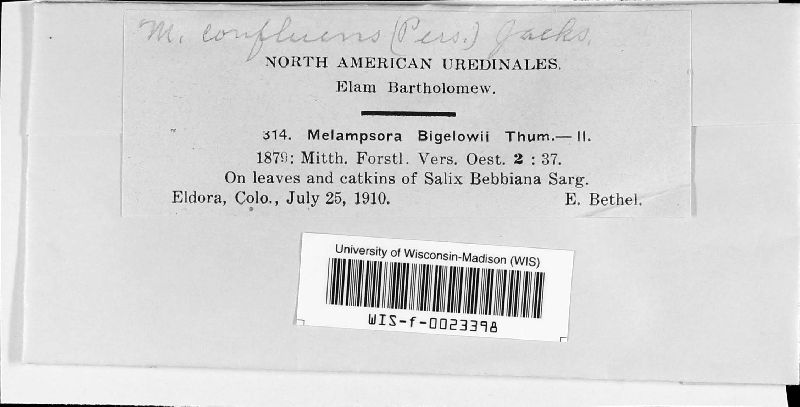 M. confluens (Pers.) Jacks.
NORTH AMERICAN UREDINALES.
Elam Bartholomew.
314. Melampsora Bigelowii Thum.—II.
1879: Mitth. Forstl. Vers. Oest. 2 : 37.
On leaves and catkins of Salix Bebbiana Sarg.
Eldora, Colo., July 25, 1910. E. Bethel.
University of Wisconsin-Madison (WIS)
WIS-f-0023398